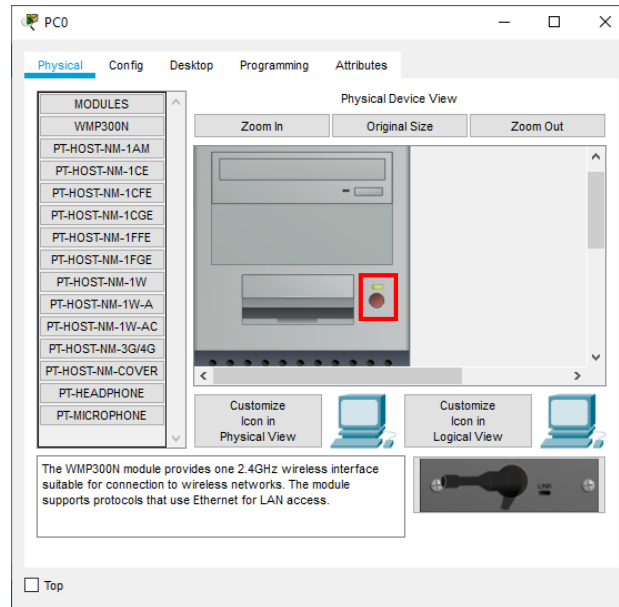 PC0
Physical Config Desktop Programming Attributes
MODULES
WMP300N
PT-HOST-NM-1AM
PT-HOST-NM-1CE
PT-HOST-NM-1CFE
PT-HOST-NM-1CGE
PT-HOST-NM-1FFE
PT-HOST-NM-1FGE
PT-HOST-NM-1W
PT-HOST-NM-1W-A
PT-HOST-NM-1W-AC
PT-HOST-NM-3G/4G
PT-HOST-NM-COVER
PT-HEADPHONE
PT-MICROPHONE
Physical Device View
Zoom In Original Size Zoom Out
Customize
Icon in
Physical View
Customize
Icon in
Logical View
The WMP300N module provides one 2.4GHz wireless interface
suitable for connection to wireless networks. The module
supports protocols that use Ethernet for LAN access.
LINK
Top